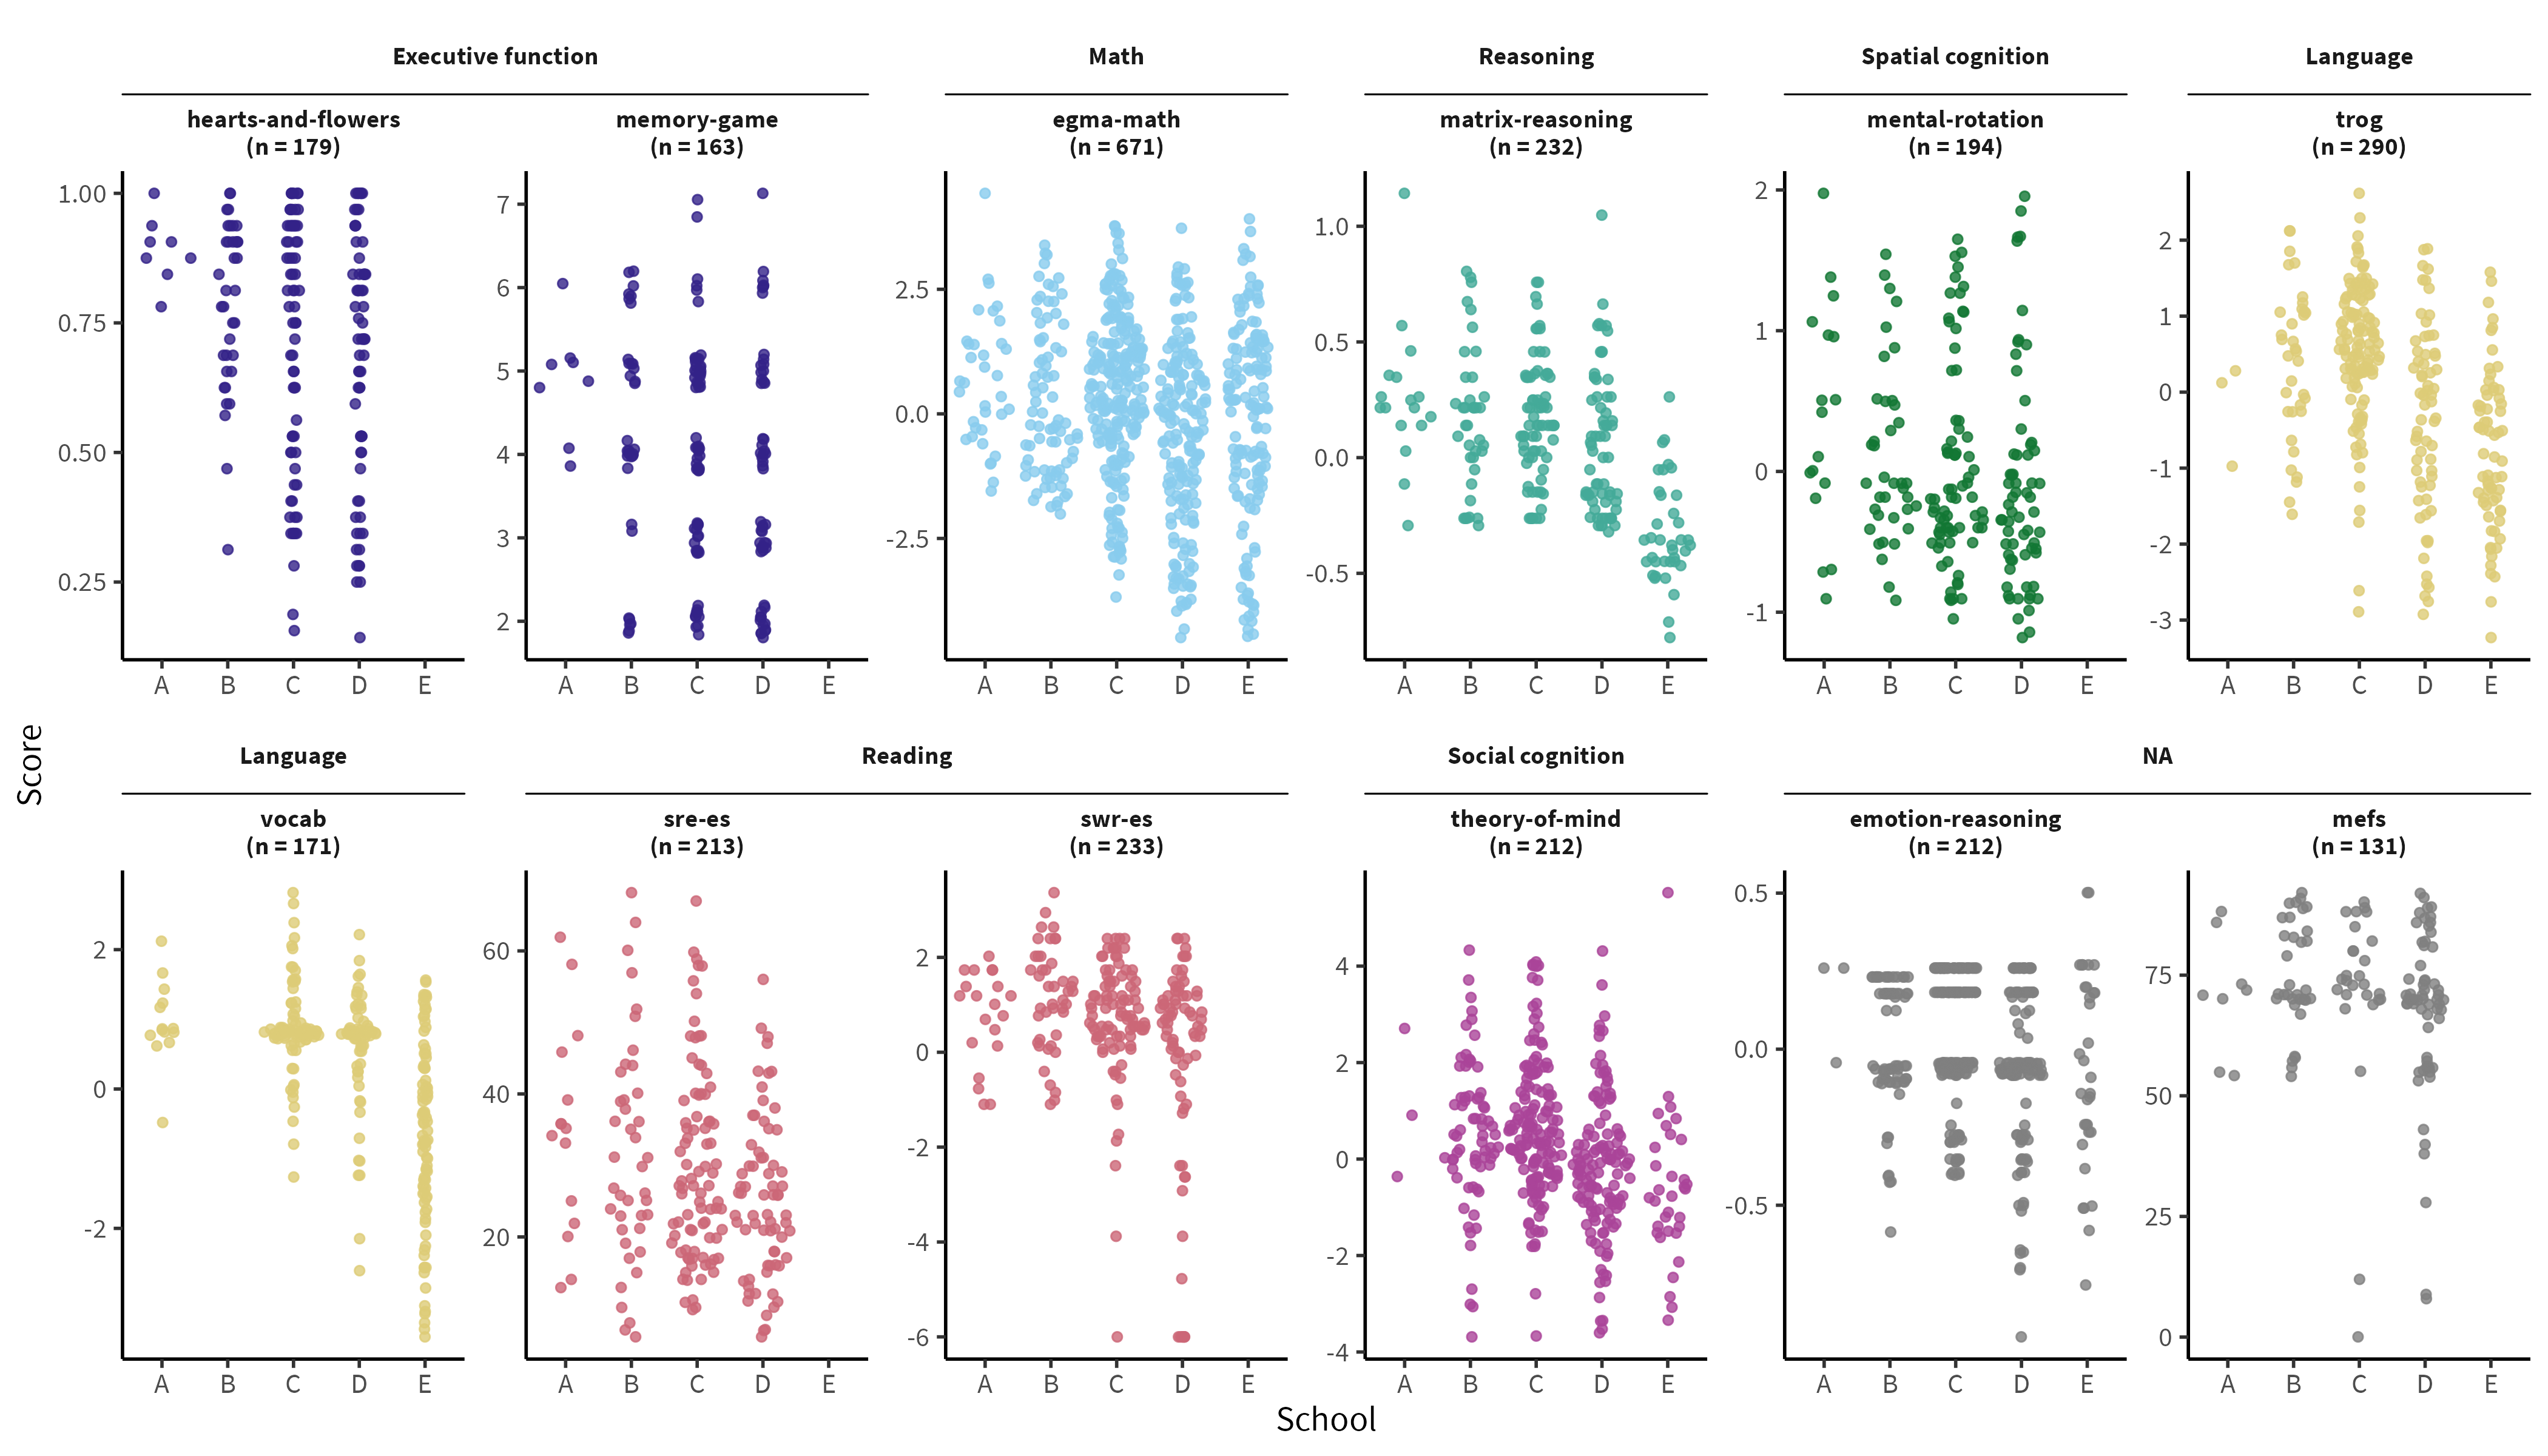 Executive function
Math
Reasoning
Spatial cognition
Language
hearts-and-flowers
(n = 179)
memory-game
(n = 163)
egma-math
(n = 671)
matrix-reasoning
(n = 232)
mental-rotation
(n = 194)
trog
(n = 290)
1.00
0.75
0.50
0.25
A B C D E
7
6
5
4
3
2
A B C D E
2.5
0.0
-2.5
A B C D E
1.0
0.5
0.0
-0.5
A B C D E
2
1
0
-1
A B C D E
2
1
0
-1
-2
-3
A B C D E
Score
Language
Reading
Social cognition
NA
vocab
(n = 171)
sre-es
(n = 213)
swr-es
(n = 233)
theory-of-mind
(n = 212)
emotion-reasoning
(n = 212)
mefs
(n = 131)
2
0
-2
A B C D E
60
40
20
A B C D E
2
0
-2
-4
-6
A B C D E
4
2
0
-2
-4
A B C D E
0.5
0.0
-0.5
A B C D E
75
50
25
0
A B C D E
School